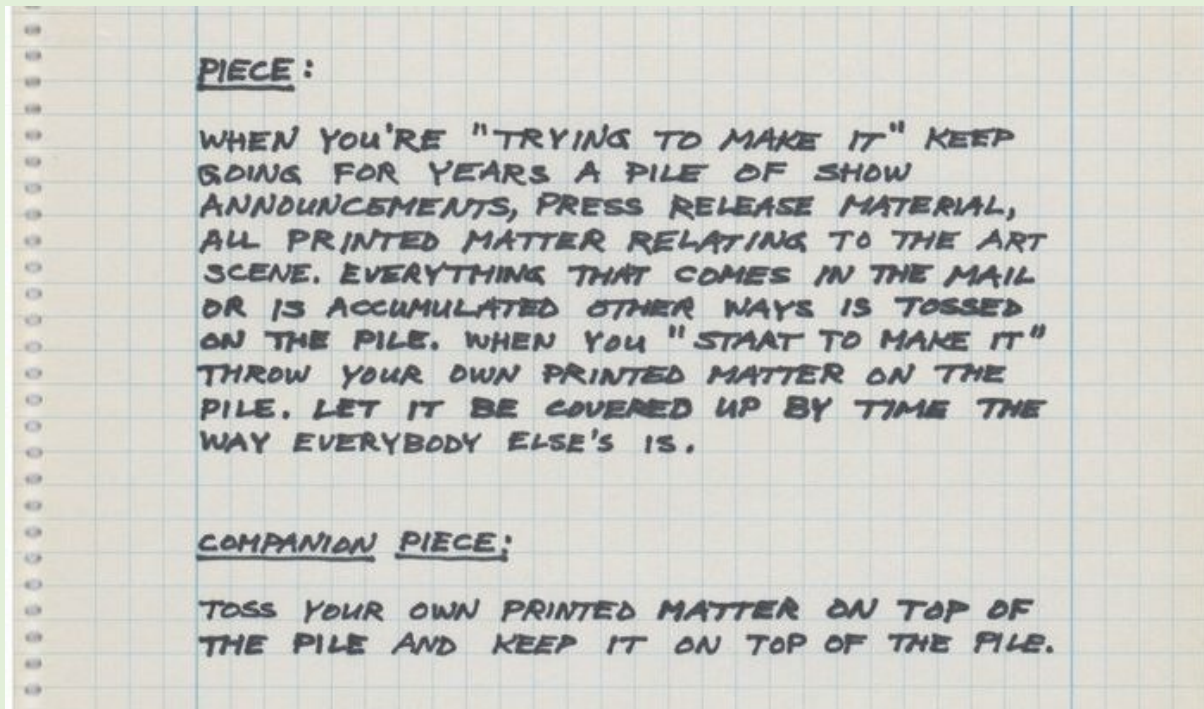 PIECE:
WHEN YOU'RE "TRYING TO MAKE IT" KEEP
GOING FOR YEARS A PILE OF SHOW
ANNOUNCEMENTS, PRESS RELEASE MATERIAL,
ALL PRINTED MATTER RELATING TO THE ART
SCENE. EVERYTHING THAT COMES IN THE MAIL
OR IS ACCUMULATED OTHER WAYS IS TOSSED
ON THE PILE. WHEN YOU "START TO MAKE IT"
THROW YOUR OWN PRINTED MATTER ON THE
PILE. LET IT BE COVERED UP BY TIME THE
WAY EVERYBODY ELSE'S IS.
COMPANION PIECE:
TOSS YOUR OWN PRINTED MATTER ON TOP OF
THE PILE AND KEEP IT ON TOP OF THE PILE.